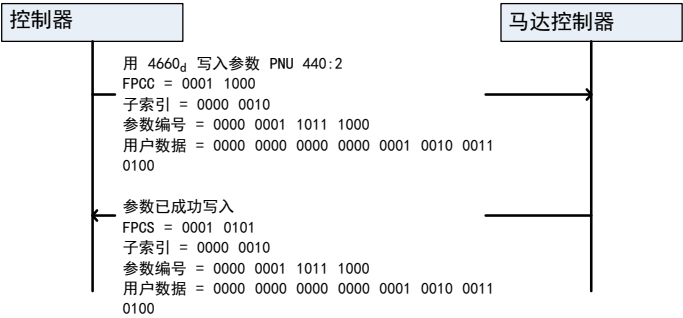 控制器
马达控制器
用 4660d 写入参数 PNU 440:2
FPCC = 0001 1000
子索引 = 0000 0010
参数编号 = 0000 0001 1011 1000
用户数据 = 0000 0000 0000 0000 0001 0010 0011
0100
参数已成功写入
FPCS = 0001 0101
子索引 = 0000 0010
参数编号 = 0000 0001 1011 1000
用户数据 = 0000 0000 0000 0000 0001 0010 0011
0100